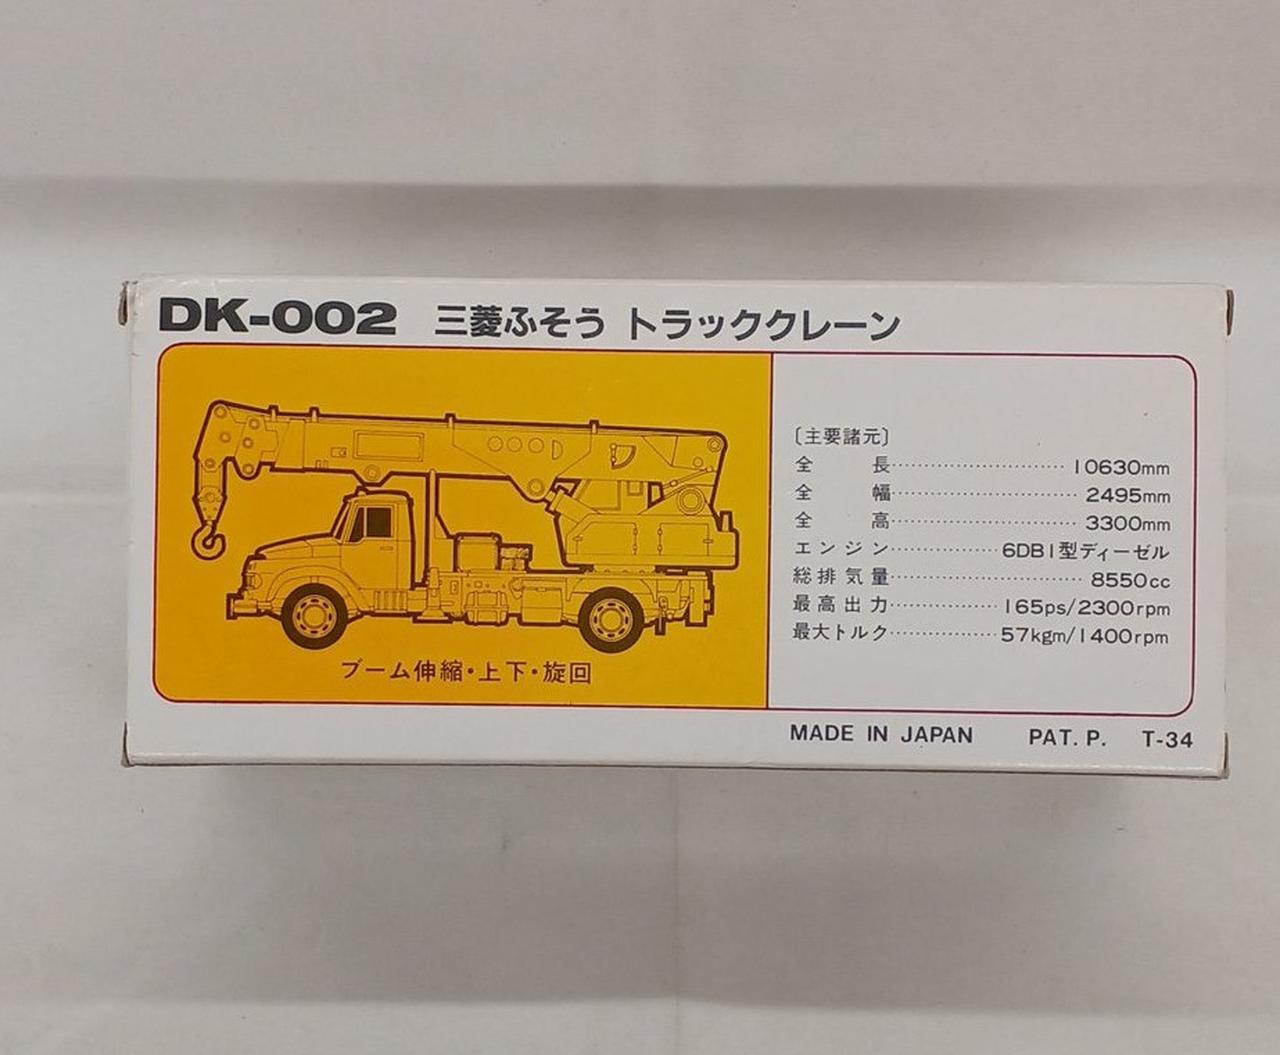 DK-002 三菱ふそう トラッククレーン
〔主要諸元〕
全長 10630mm
全幅 2495mm
全高 3300mm
エンジン 6DB1型ディーゼル
総排気量 8550cc
最高出力 165ps/2300rpm
最大トルク 57kgm/1400rpm
ブーム伸縮・上下・旋回
MADE IN JAPAN PAT. P. T-34